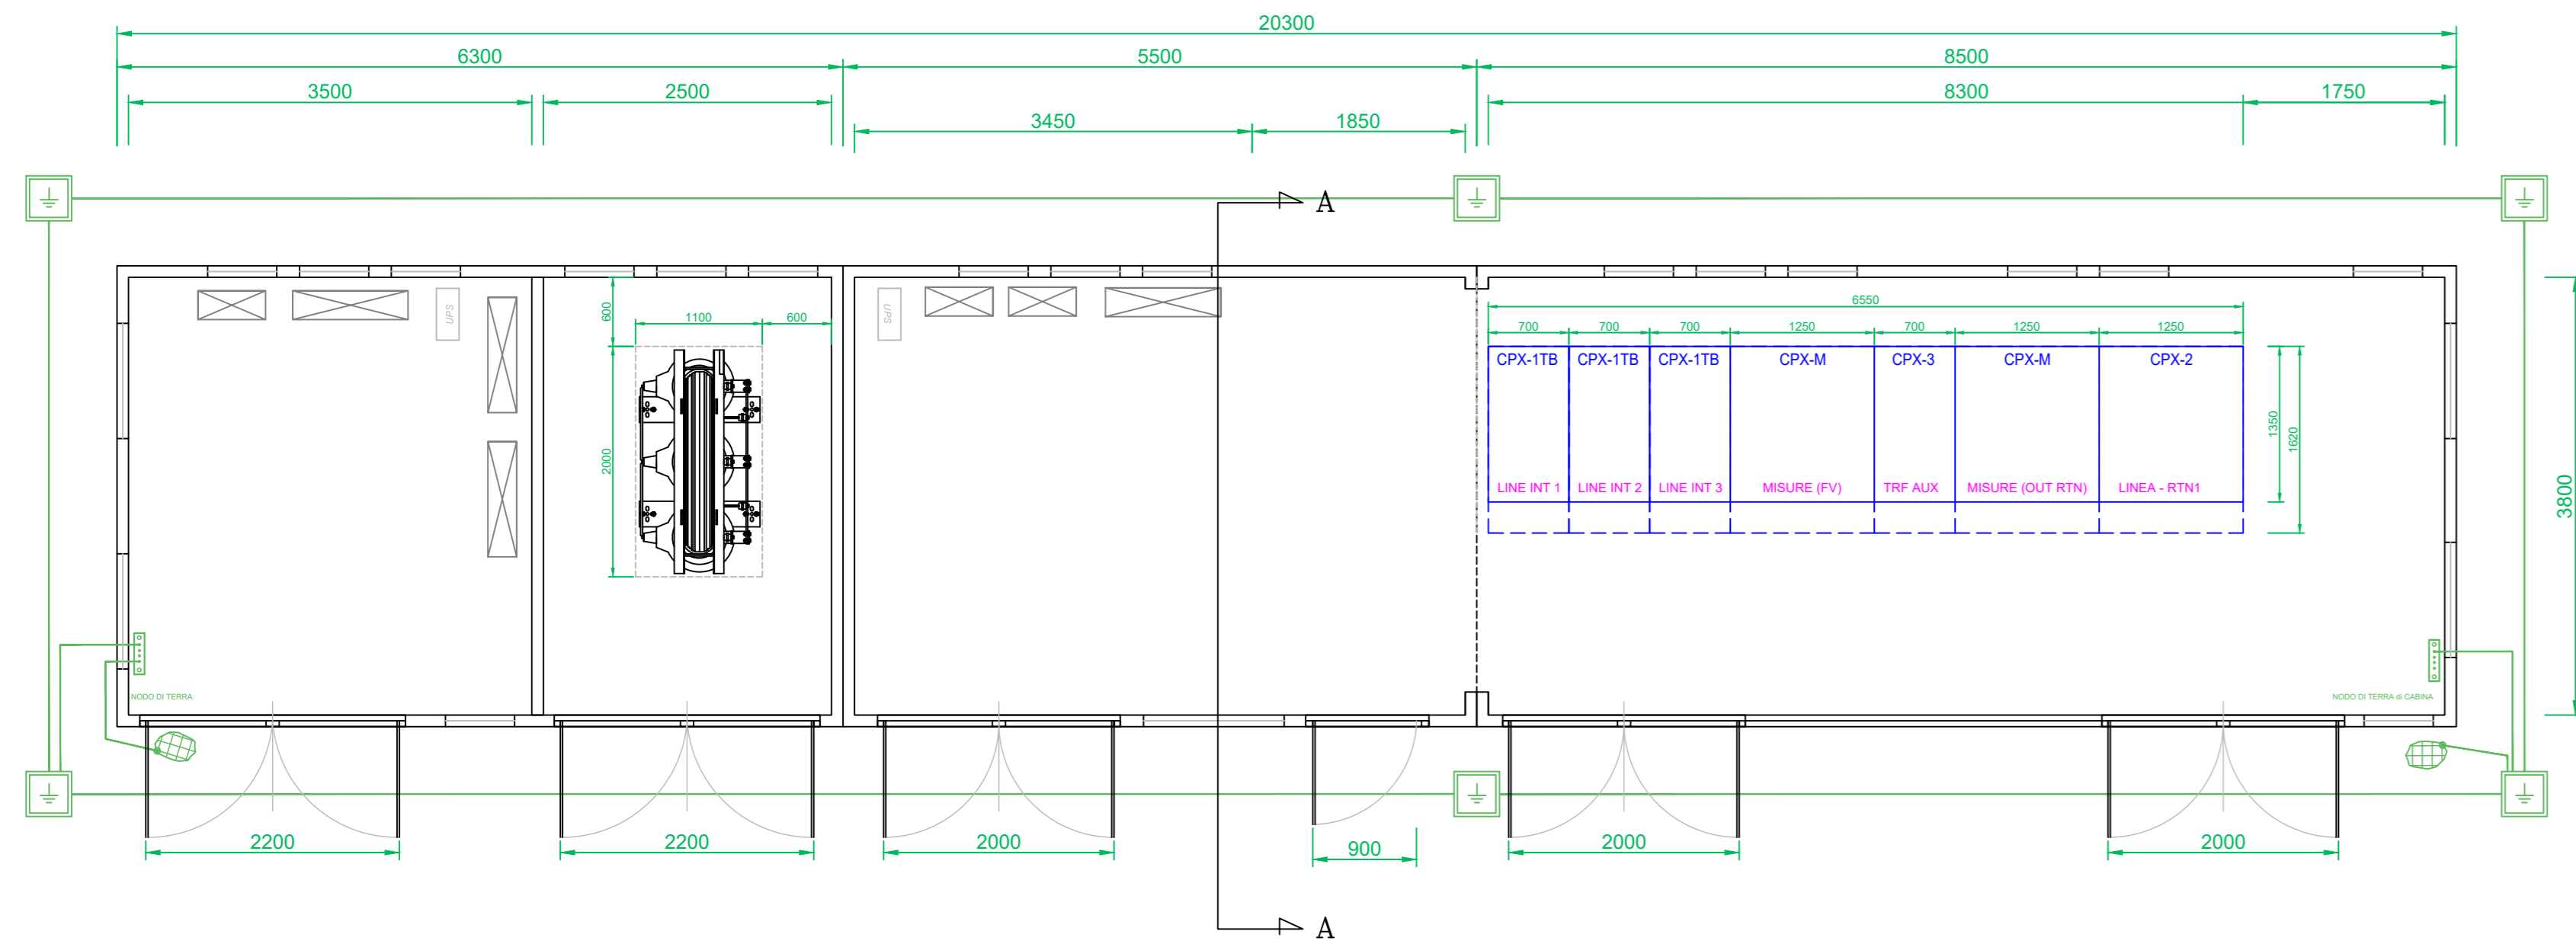 20300
6300 5500 8500
3500 2500 8300 1750
3450 1850
A
600
1100 600
2000
UPS
UPS
6550
700 700 700 1250 700 1250 1250
CPX-1TB CPX-1TB CPX-1TB CPX-M CPX-3 CPX-M CPX-2
LINE INT 1 LINE INT 2 LINE INT 3 MISURE (FV) TRF AUX MISURE (OUT RTN) LINEA - RTN1
1350
1620
3800
NODO DI TERRA
NODO DI TERRA di CABINA
2200 2200 2000 900 2000 2000
A